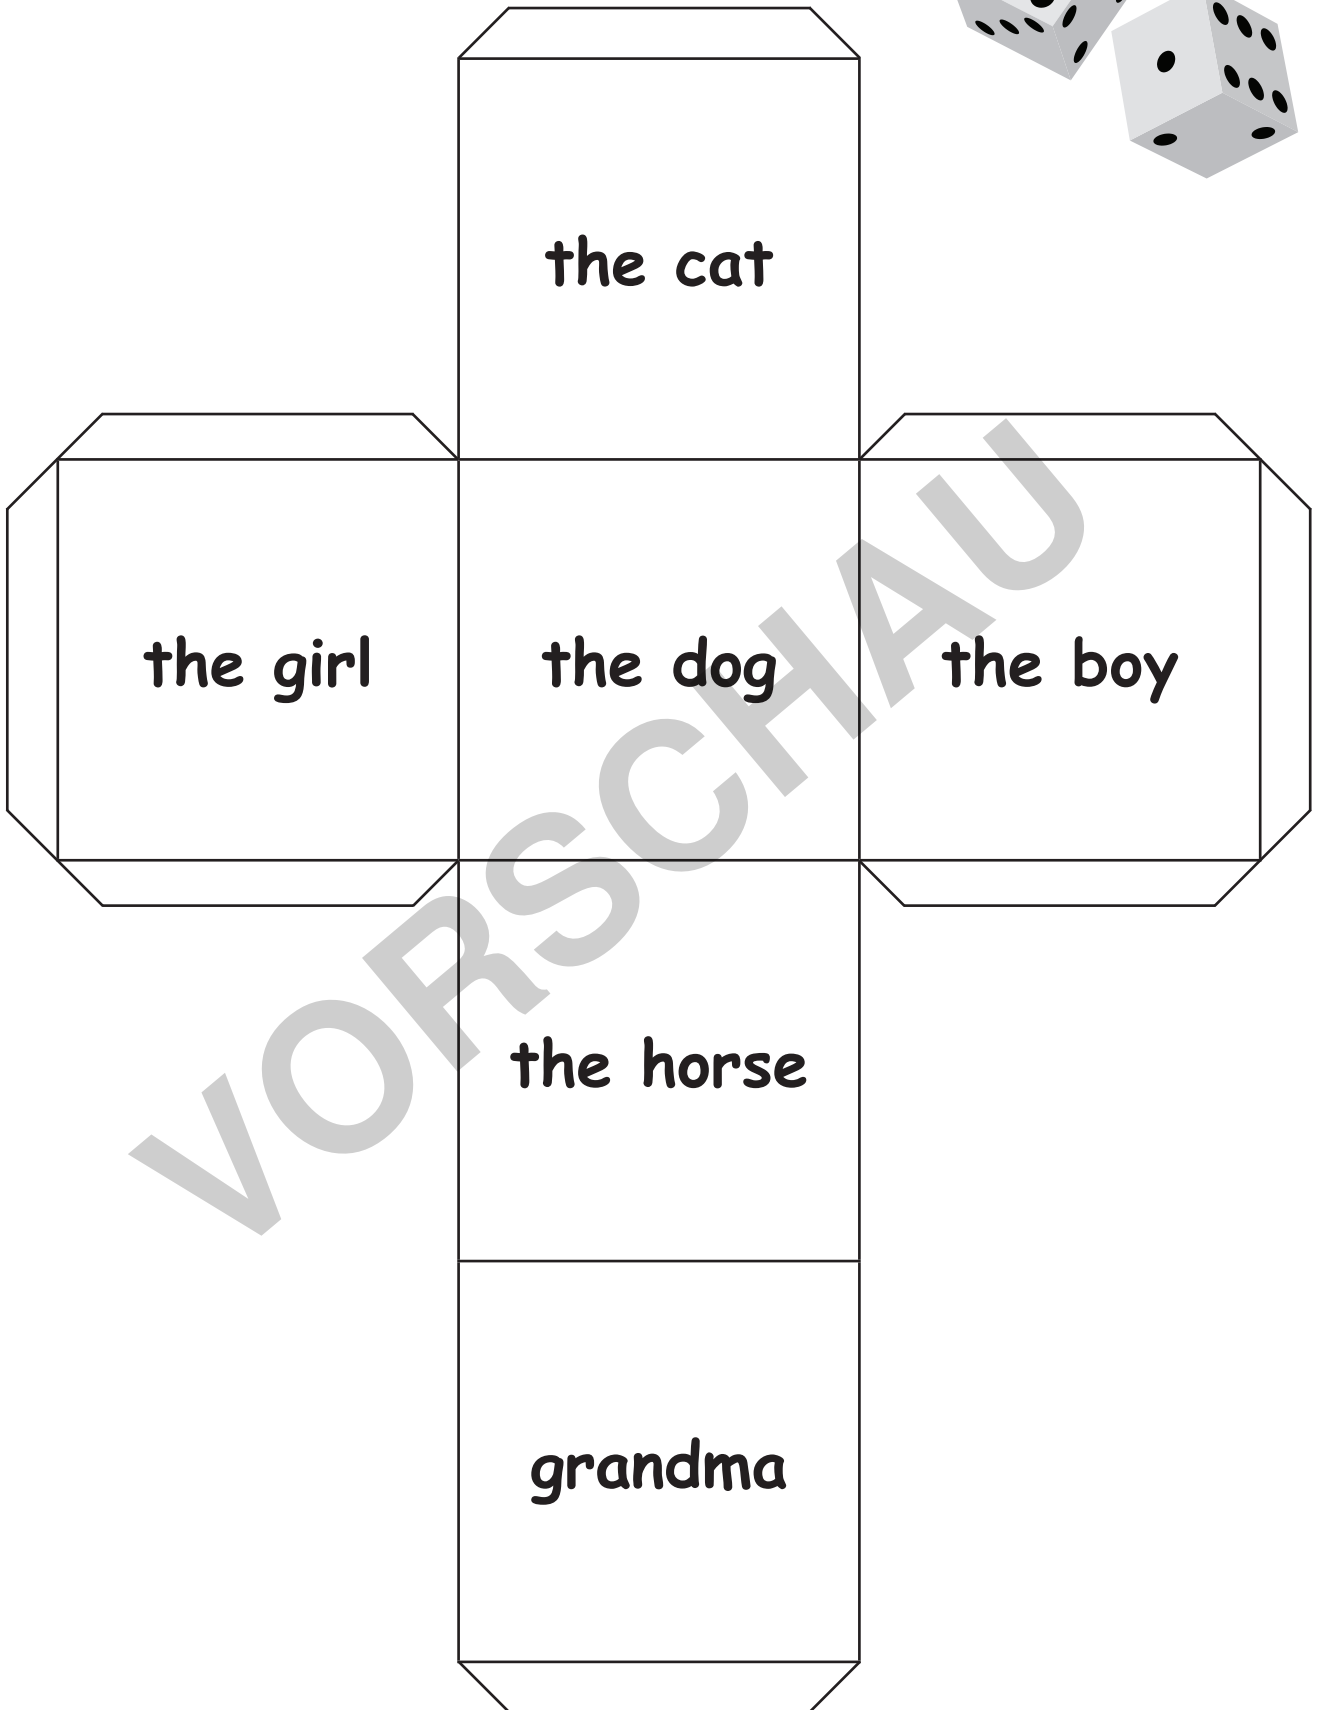 the cat
the girl
the dog
the boy
the horse
grandma
VORSCHAU